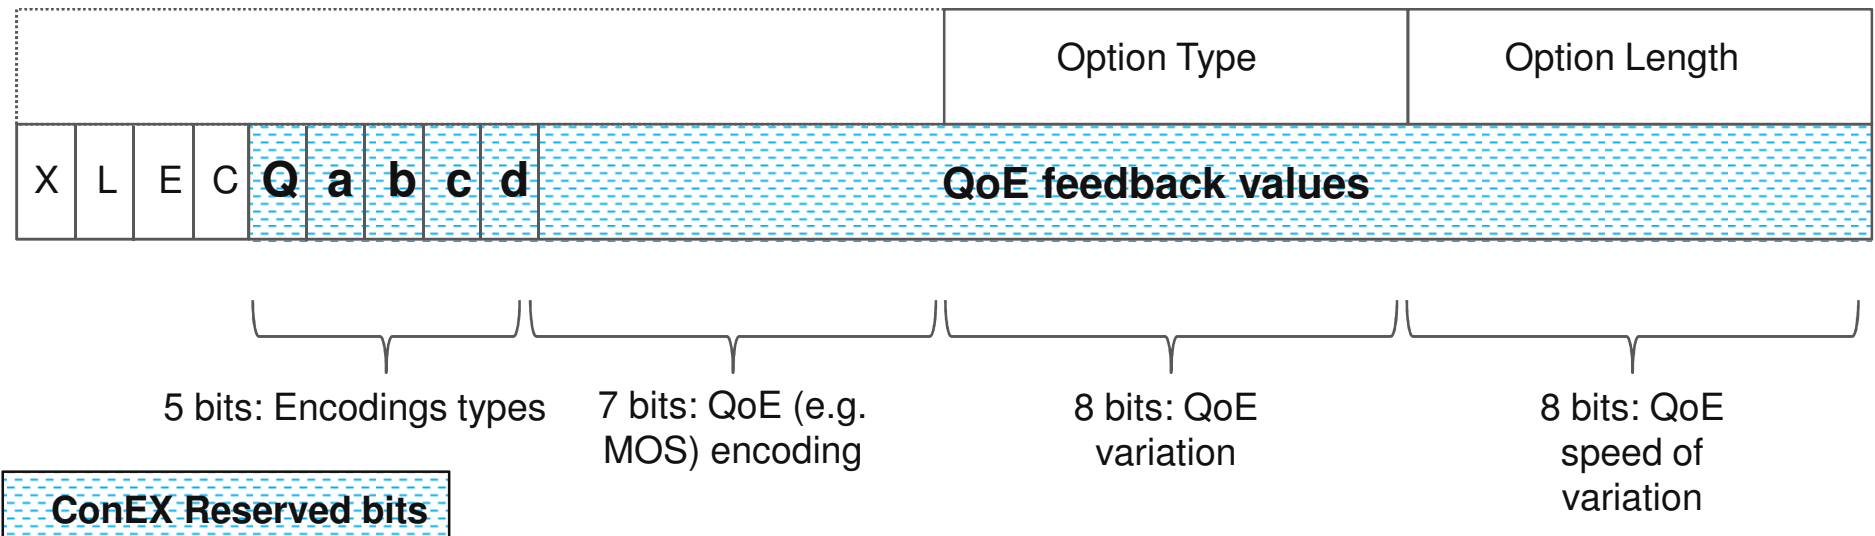 Option Type Option Length
X L E C Q a b c d QoE feedback values
5 bits: Encodings types
7 bits: QoE (e.g.
MOS) encoding
8 bits: QoE
variation
8 bits: QoE
speed of
variation
ConEX Reserved bits